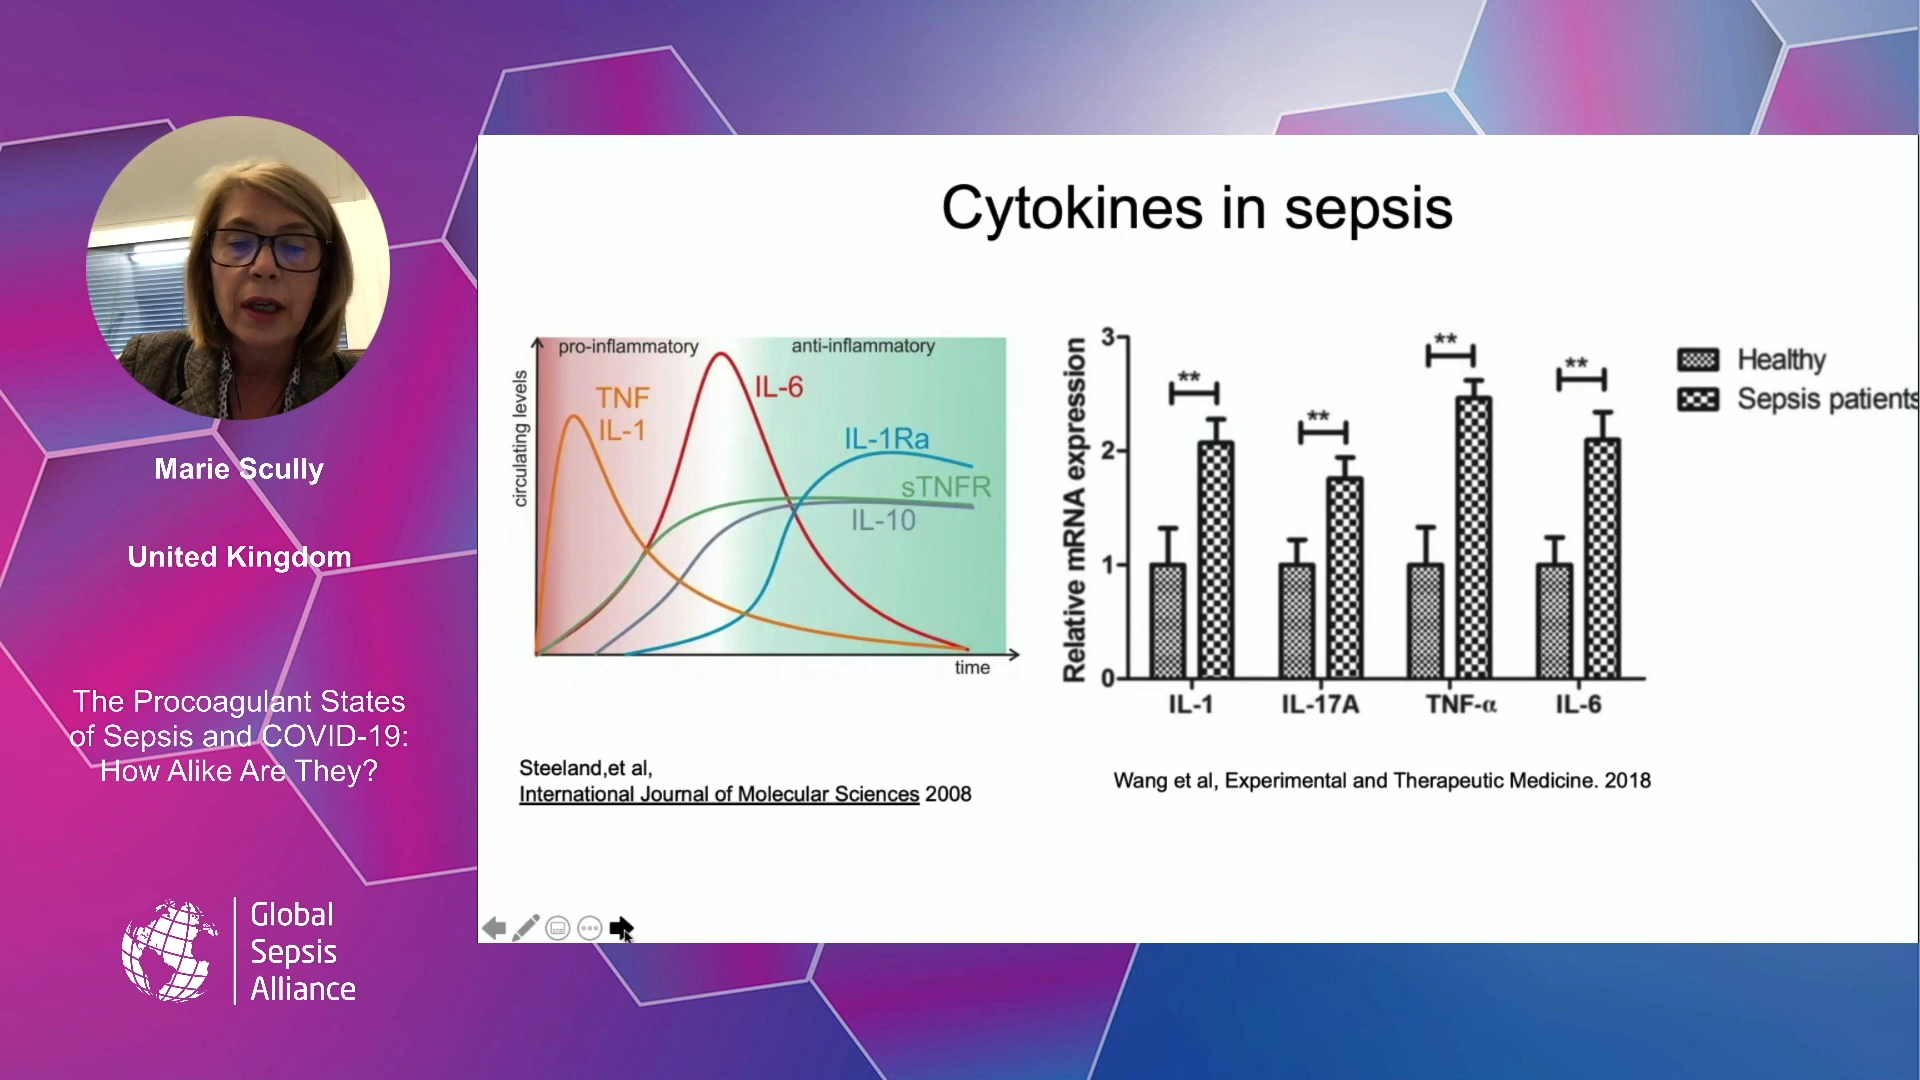 Marie Scully
United Kingdom
The Procoagulant States
of Sepsis and COVID-19:
How Alike Are They?
Global
Sepsis
Alliance
Cytokines in sepsis
pro-inflammatory
anti-inflammatory
circulating levels
TNF
IL-1
IL-6
IL-1Ra
sTNFR
IL-10
time
Steeland,et al,
International Journal of Molecular Sciences 2008
Relative mRNA expression
3
2
1
0
**
**
**
**
IL-1
IL-17A
TNF-α
IL-6
Healthy
Sepsis patients
Wang et al, Experimental and Therapeutic Medicine. 2018